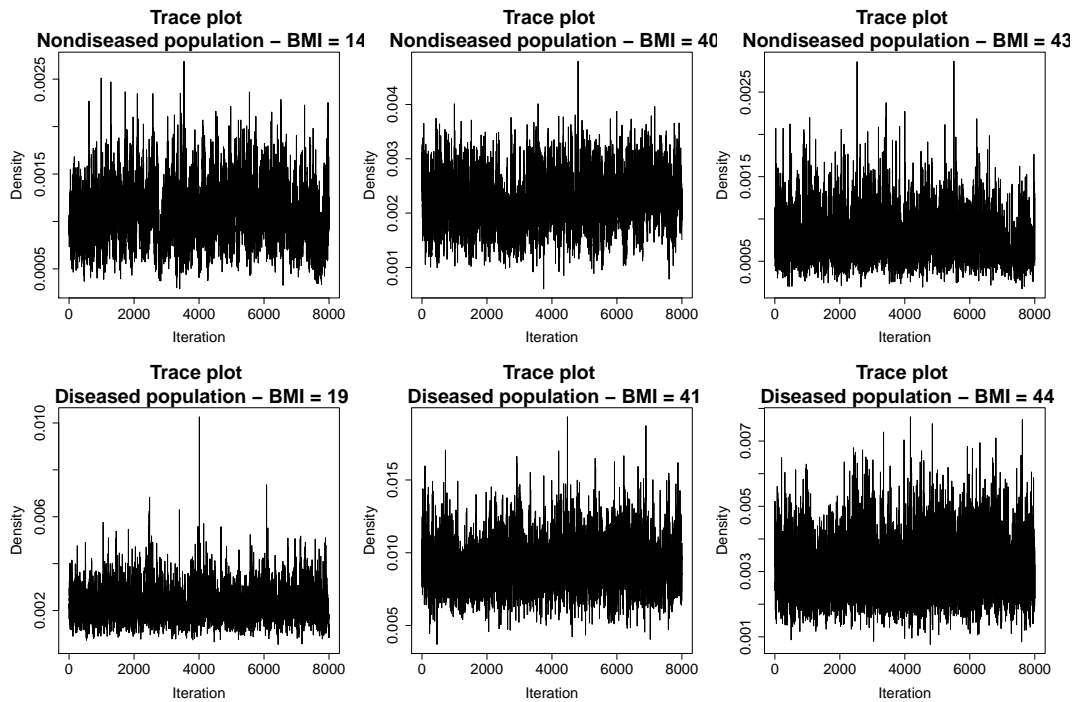 Trace plot
Nondiseased population – BMI = 14
Density
0.0005
0.0015
0.0025
0
2000
4000
6000
8000
Iteration
Trace plot
Nondiseased population – BMI = 40
Density
0.001
0.002
0.003
0.004
0
2000
4000
6000
8000
Iteration
Trace plot
Nondiseased population – BMI = 43
Density
0.0005
0.0015
0.0025
0
2000
4000
6000
8000
Iteration
Trace plot
Diseased population – BMI = 19
Density
0.002
0.006
0.010
0
2000
4000
6000
8000
Iteration
Trace plot
Diseased population – BMI = 41
Density
0.005
0.010
0.015
0
2000
4000
6000
8000
Iteration
Trace plot
Diseased population – BMI = 44
Density
0.001
0.003
0.005
0.007
0
2000
4000
6000
8000
Iteration